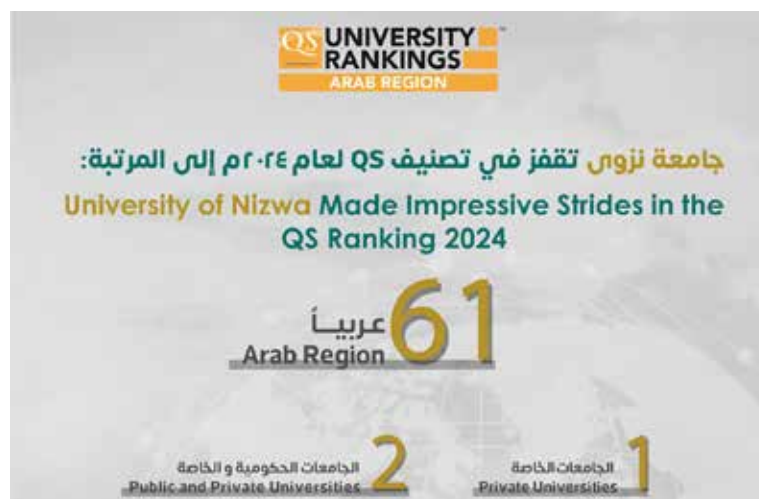 QS UNIVERSITY
RANKINGS
ARAB REGION
جامعة نزوى تقفز في تصنيف QS لعام ٢٠٢٤م إلى المرتبة:
University of Nizwa Made Impressive Strides in the
QS Ranking 2024
61 عربيـــاً
Arab Region
1 الجامعات الخاصة
Private Universities
2 الجامعات الحكومية و الخاصة
Public and Private Universities